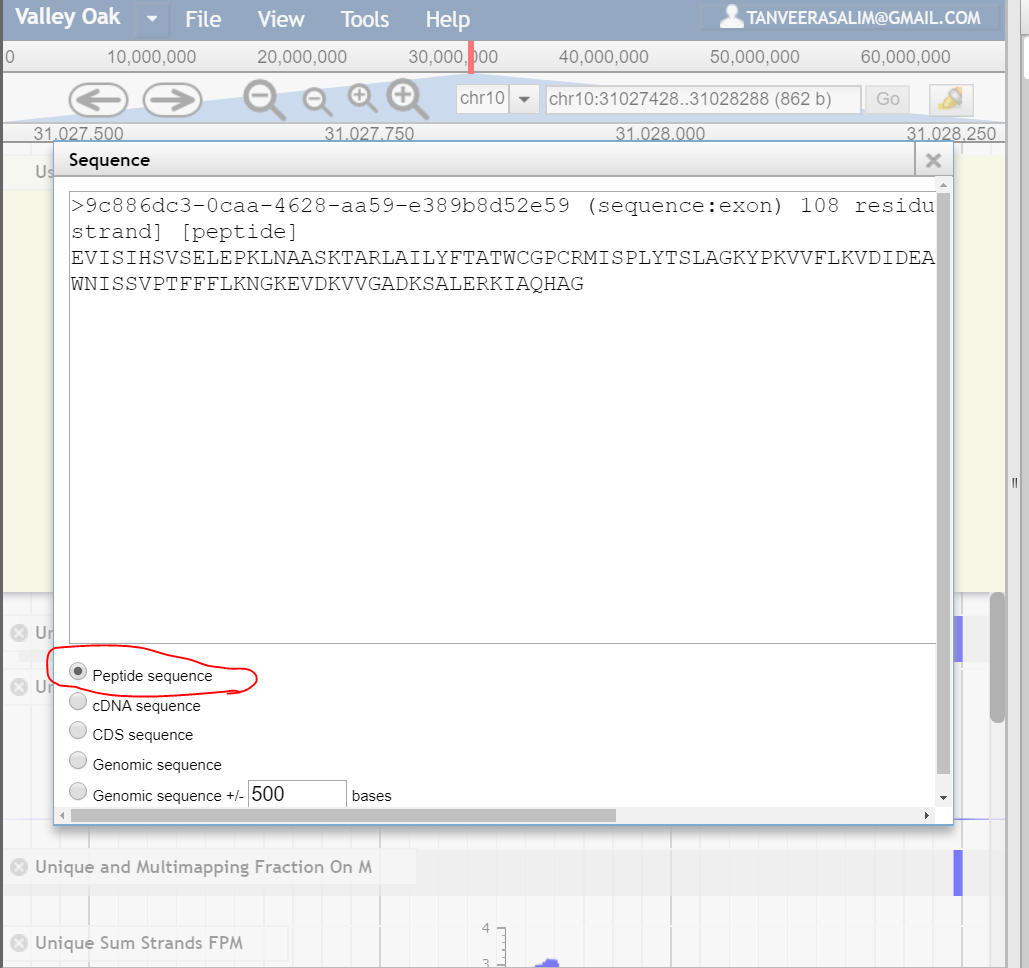 Valley Oak File View Tools Help TANVEERASALIM@GMAIL.COM
0 10,000,000 20,000,000 30,000,000 40,000,000 50,000,000 60,000,000
chr10 chr10:31027428..31028288 (862 b) Go
31,027,500 31,027,750 31,028,000 31,028,250
Us
Sequence
>9c886dc3-0caa-4628-aa59-e389b8d52e59 (sequence:exon) 108 residu
strand] [peptide]
EVISIHSVSELEPKLNAASKTARLAILYFTATWCGPCRMISPLYTSLAGKYPKVVFLKVDIDEA
WNISSVPTFFFLKNGKEVDKVVGADKSALERKIAQHAG
Un
Peptide sequence
Un
cDNA sequence
CDS sequence
Genomic sequence
Genomic sequence +/- 500 bases
Unique and Multimapping Fraction On M
4
Unique Sum Strands FPM
3